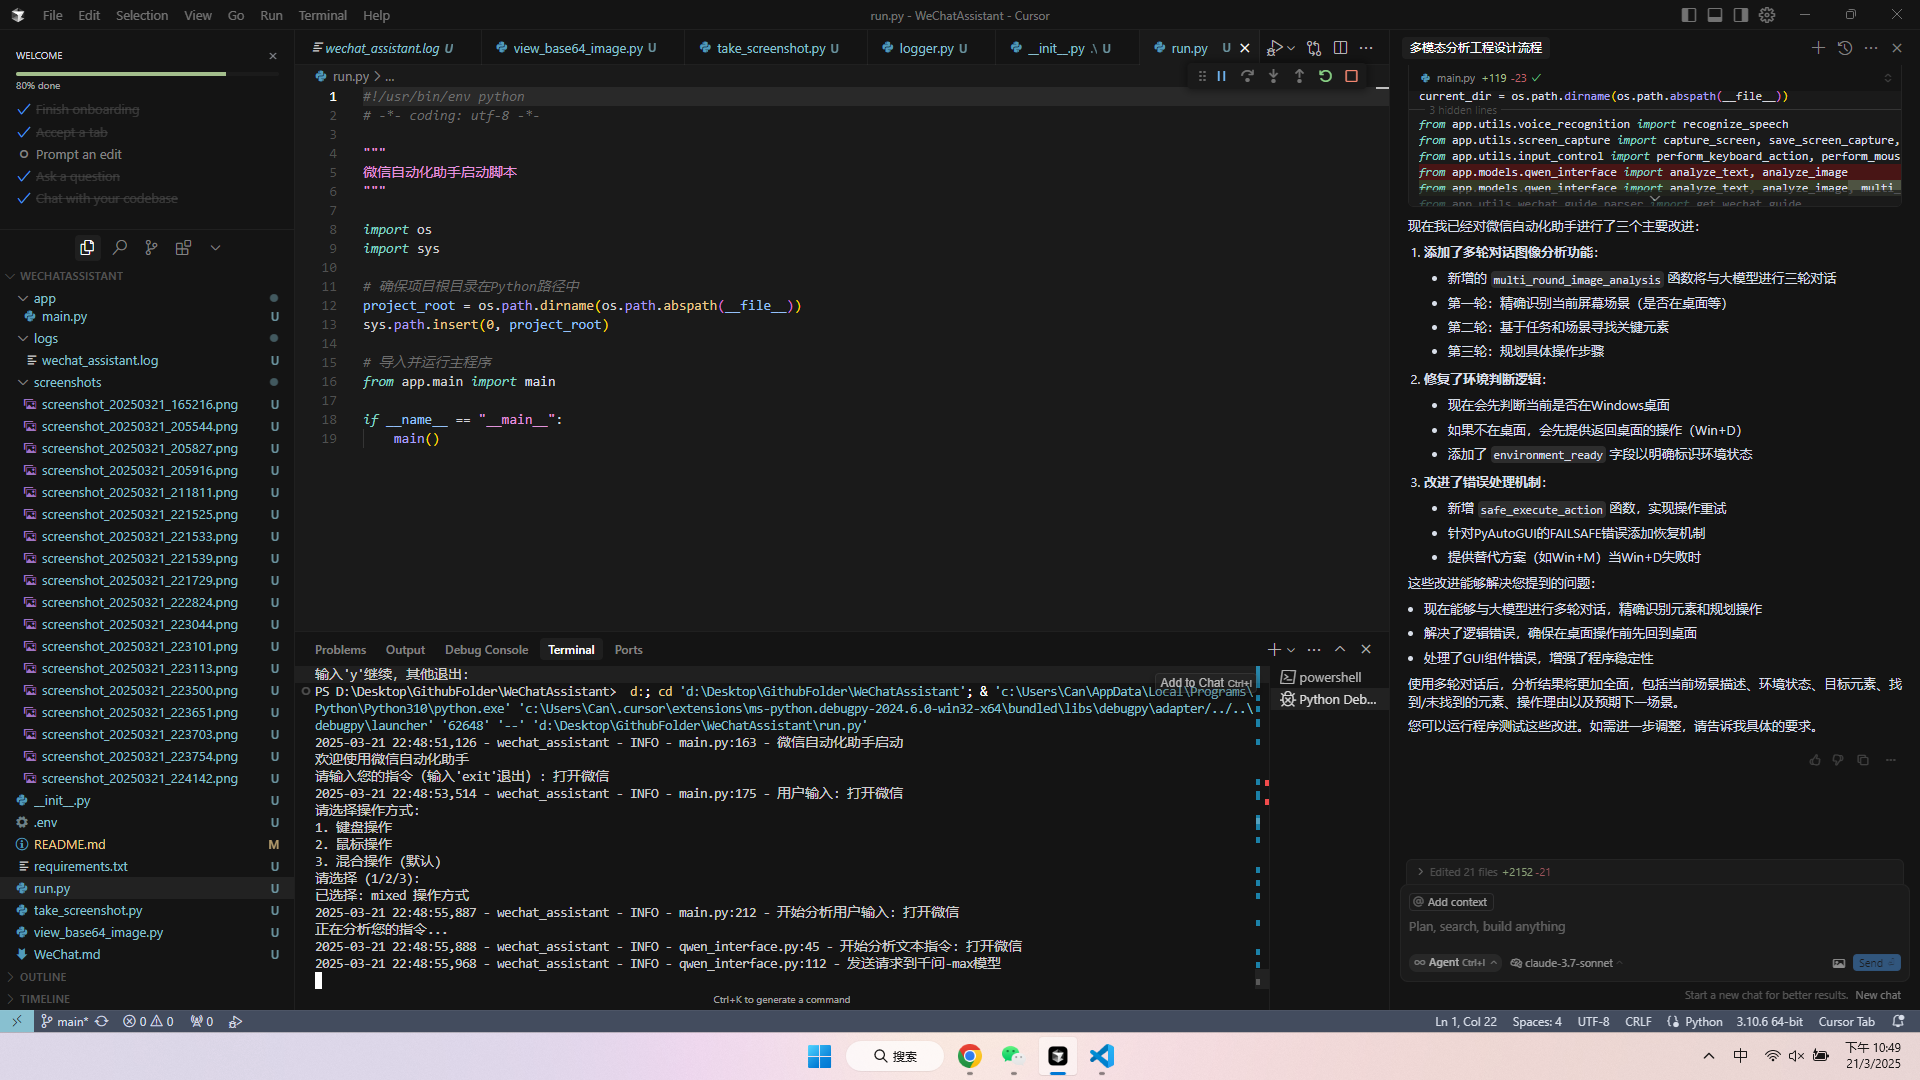 File Edit Selection View Go Run Terminal Help
run.py - WeChatAssistant - Cursor
WELCOME
80% done
Finish onboarding
Accept a tab
Prompt an edit
Ask a question
Chat with your codebase
WECHATASSISTANT
app
main.py U
logs
wechat_assistant.log U
screenshots
screenshot_20250321_165216.png U
screenshot_20250321_205544.png U
screenshot_20250321_205827.png U
screenshot_20250321_205916.png U
screenshot_20250321_211811.png U
screenshot_20250321_221525.png U
screenshot_20250321_221533.png U
screenshot_20250321_221539.png U
screenshot_20250321_221729.png U
screenshot_20250321_222824.png U
screenshot_20250321_223044.png U
screenshot_20250321_223101.png U
screenshot_20250321_223113.png U
screenshot_20250321_223500.png U
screenshot_20250321_223651.png U
screenshot_20250321_223703.png U
screenshot_20250321_223754.png U
screenshot_20250321_224142.png U
__init__.py U
.env U
README.md M
requirements.txt U
run.py U
take_screenshot.py U
view_base64_image.py U
WeChat.md U
OUTLINE
TIMELINE
wechat_assistant.log U view_base64_image.py U take_screenshot.py U logger.py U __init__.py .\ U run.py U
run.py > ...
1 #!/usr/bin/env python
2 # -*- coding: utf-8 -*-
3
4 """
5 微信自动化助手启动脚本
6 """
7
8 import os
9 import sys
10
11 # 确保项目根目录在Python路径中
12 project_root = os.path.dirname(os.path.abspath(__file__))
13 sys.path.insert(0, project_root)
14
15 # 导入并运行主程序
16 from app.main import main
17
18 if __name__ == "__main__":
19 main()
Problems Output Debug Console Terminal Ports
输入'y'继续，其他退出：
Add to Chat Ctrl+I
PS D:\Desktop\GithubFolder\WeChatAssistant> d:; cd 'd:\Desktop\GithubFolder\WeChatAssistant'; & 'c:\Users\Can\AppData\Local\Programs\
Python\Python310\python.exe' 'c:\Users\Can\.cursor\extensions\ms-python.debugpy-2024.6.0-win32-x64\bundled\libs\debugpy\adapter/../..\
debugpy\launcher' '62648' '--' 'd:\Desktop\GithubFolder\WeChatAssistant\run.py'
2025-03-21 22:48:51,126 - wechat_assistant - INFO - main.py:163 - 微信自动化助手启动
欢迎使用微信自动化助手
请输入您的指令（输入'exit'退出）: 打开微信
2025-03-21 22:48:53,514 - wechat_assistant - INFO - main.py:175 - 用户输入: 打开微信
请选择操作方式:
1. 键盘操作
2. 鼠标操作
3. 混合操作（默认）
请选择 (1/2/3):
已选择: mixed 操作方式
2025-03-21 22:48:55,887 - wechat_assistant - INFO - main.py:212 - 开始分析用户输入: 打开微信
正在分析您的指令...
2025-03-21 22:48:55,888 - wechat_assistant - INFO - qwen_interface.py:45 - 开始分析文本指令: 打开微信
2025-03-21 22:48:55,968 - wechat_assistant - INFO - qwen_interface.py:112 - 发送请求到千问-max模型
Ctrl+K to generate a command
powershell
Python Deb...
多模态分析工程设计流程
main.py +119 -23
current_dir = os.path.dirname(os.path.abspath(__file__))
3 hidden lines
from app.utils.voice_recognition import recognize_speech
from app.utils.screen_capture import capture_screen, save_screen_capture,
from app.utils.input_control import perform_keyboard_action, perform_mous
from app.models.qwen_interface import analyze_text, analyze_image
from app.models.qwen_interface import analyze_text, analyze_image, multi_
from app.utils.wechat_guide_parser import get_wechat_guide
现在我已经对微信自动化助手进行了三个主要改进：
1. 添加了多轮对话图像分析功能：
• 新增的 multi_round_image_analysis 函数将与大模型进行三轮对话
• 第一轮：精确识别当前屏幕场景（是否在桌面等）
• 第二轮：基于任务和场景寻找关键元素
• 第三轮：规划具体操作步骤
2. 修复了环境判断逻辑：
• 现在会先判断当前是否在Windows桌面
• 如果不在桌面，会先提供返回桌面的操作（Win+D）
• 添加了 environment_ready 字段以明确标识环境状态
3. 改进了错误处理机制：
• 新增 safe_execute_action 函数，实现操作重试
• 针对PyAutoGUI的FAILSAFE错误添加恢复机制
• 提供替代方案（如Win+M）当Win+D失败时
这些改进能够解决您提到的问题：
• 现在能够与大模型进行多轮对话，精确识别元素和规划操作
• 解决了逻辑错误，确保在桌面操作前先回到桌面
• 处理了GUI组件错误，增强了程序稳定性
使用多轮对话后，分析结果将更加全面，包括当前场景描述、环境状态、目标元素、找
到/未找到的元素、操作理由以及预期下一场景。
您可以运行程序测试这些改进。如需进一步调整，请告诉我具体的要求。
Edited 21 files +2152 -21
@ Add context
Plan, search, build anything
Agent Ctrl+I claude-3.7-sonnet Send
Start a new chat for better results. New chat
main* 0 0 0 Ln 1, Col 22 Spaces: 4 UTF-8 CRLF Python 3.10.6 64-bit Cursor Tab
搜索
中
下午 10:49
21/3/2025